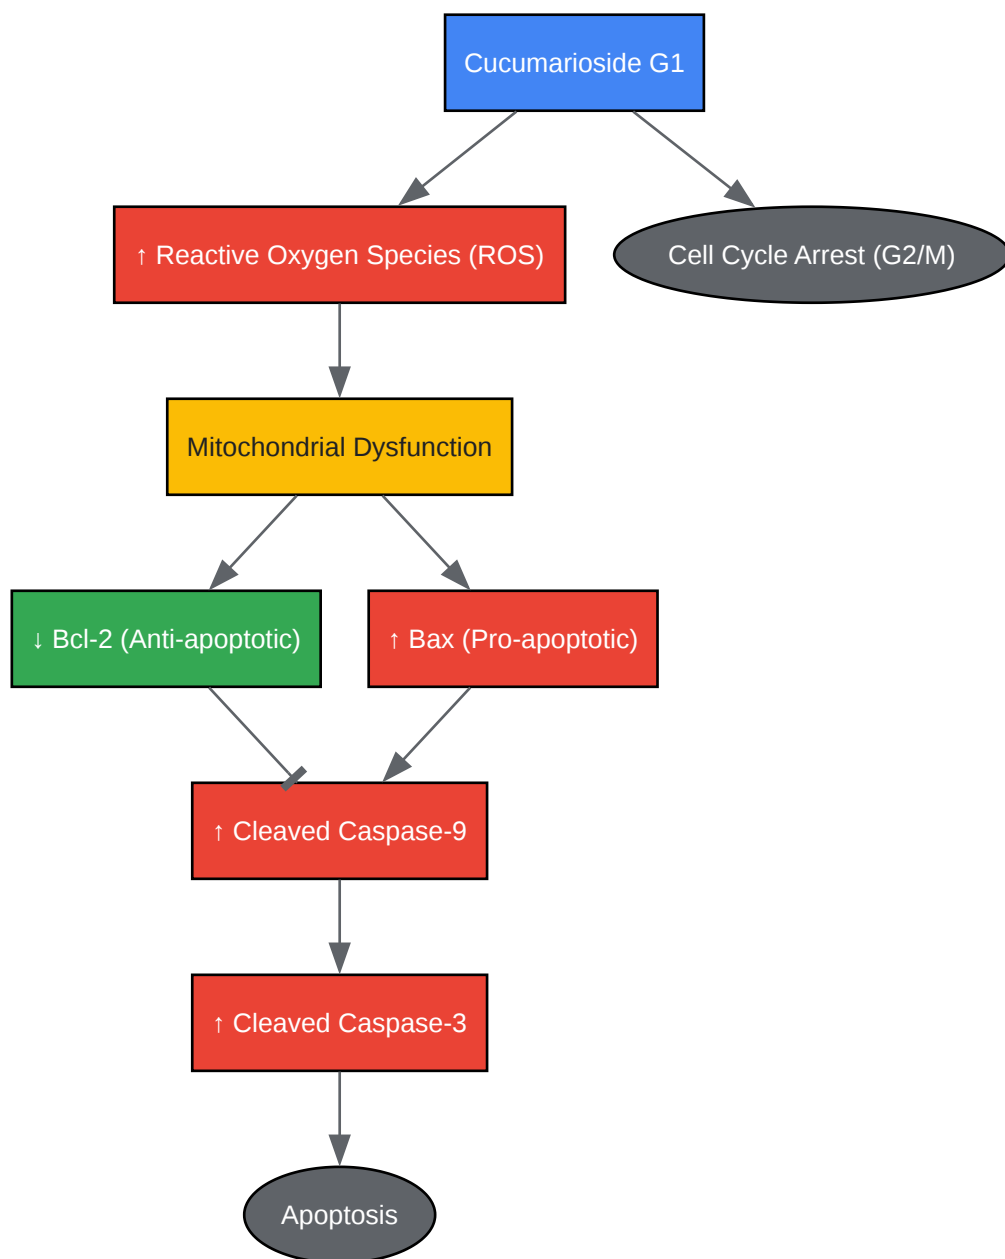 Cucumarioside G1
↑ Reactive Oxygen Species (ROS)
Cell Cycle Arrest (G2/M)
Mitochondrial Dysfunction
↓ Bcl-2 (Anti-apoptotic)
↑ Bax (Pro-apoptotic)
↑ Cleaved Caspase-9
↑ Cleaved Caspase-3
Apoptosis